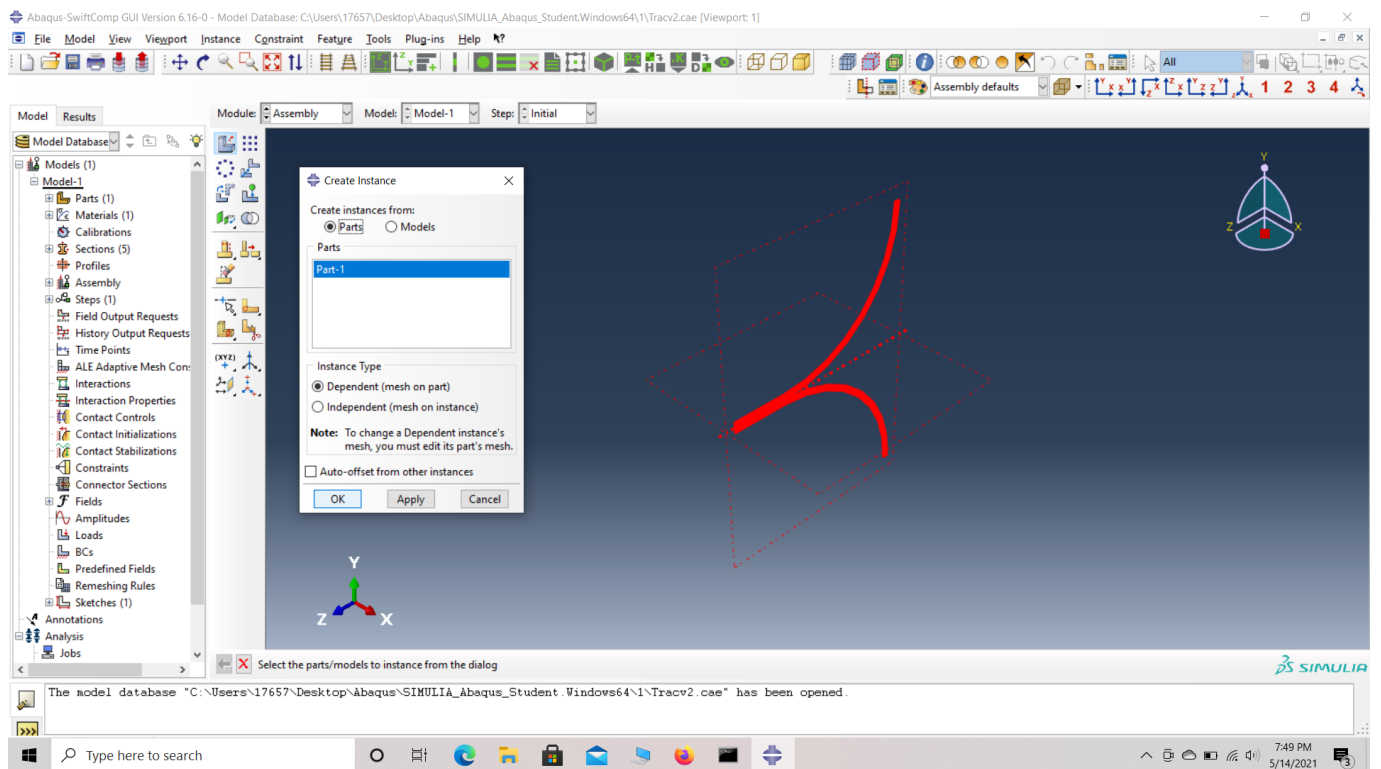 Abaqus-SwiftComp GUI Version 6.16-0 - Model Database: C:\Users\17657\Desktop\Abaqus\SIMULIA_Abaqus_Student.Windows64\1\Tracv2.cae [Viewport: 1]
File Model View Viewport Instance Constraint Feature Tools Plug-ins Help
All
Assembly defaults
1 2 3 4
Model Results
Module: Assembly Model: Model-1 Step: Initial
Model Database
Models (1)
Model-1
Parts (1)
Materials (1)
Calibrations
Sections (5)
Profiles
Assembly
Steps (1)
Field Output Requests
History Output Requests
Time Points
ALE Adaptive Mesh Con
Interactions
Interaction Properties
Contact Controls
Contact Initializations
Contact Stabilizations
Constraints
Connector Sections
Fields
Amplitudes
Loads
BCs
Predefined Fields
Remeshing Rules
Sketches (1)
Annotations
Analysis
Jobs
(XYZ)
Create Instance
Create instances from:
Parts Models
Parts
Part-1
Instance Type
Dependent (mesh on part)
Independent (mesh on instance)
Note: To change a Dependent instance's
mesh, you must edit its part's mesh.
Auto-offset from other instances
OK Apply Cancel
Y
Z X
Y
Z X
Select the parts/models to instance from the dialog
SIMULIA
The model database "C:\Users\17657\Desktop\Abaqus\SIMULIA_Abaqus_Student.Windows64\1\Tracv2.cae" has been opened.
>>>
Type here to search
7:49 PM
5/14/2021
3